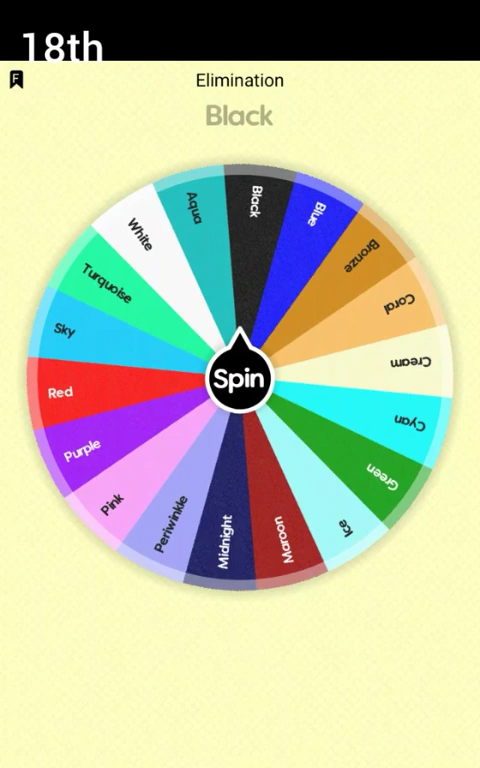 18th
F
Elimination
Black
Black
Blue
Bronze
Coral
Cream
Cyan
Green
Ice
Maroon
Midnight
Periwinkle
Pink
Purple
Red
Sky
Turquoise
White
Aqua
Spin